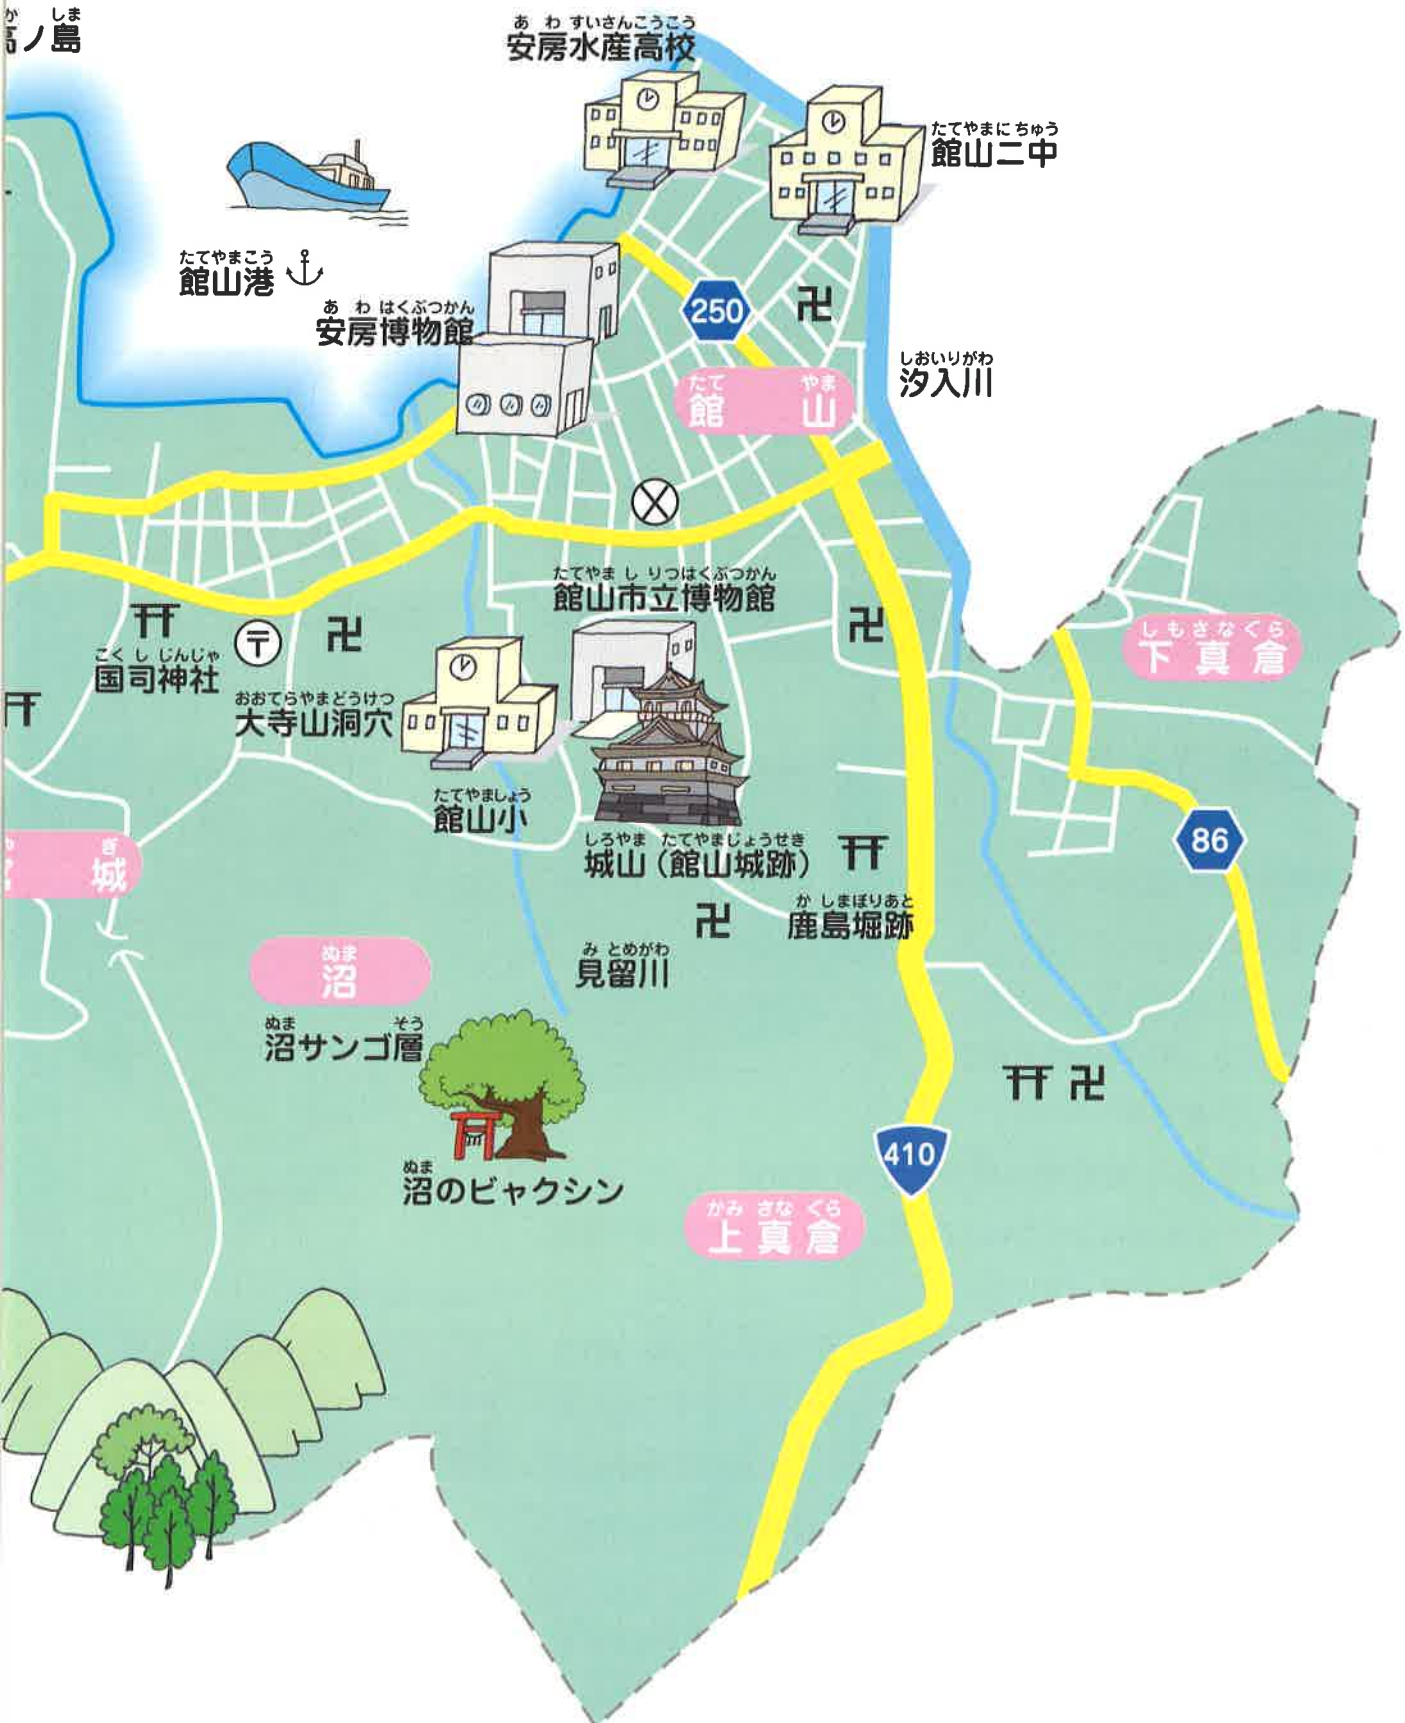 か しま
ノ島
あ わ すいさんこうこう
安房水産高校
たてやまにちゅう
館山二中
たてやまこう
館山港
あ わ はくぶつかん
安房博物館
250
たて やま
館 山
しおいりがわ
汐入川
たてやま し りつはくぶつかん
館山市立博物館
しもさなくら
下真倉
こく し じんじゃ
国司神社
〒
おおてらやまどうけつ
大寺山洞穴
たてやましょう
館山小
しろやま たてやまじょうせき
城山(館山城跡)
86
ぎ
城
か しまぼりあと
鹿島堀跡
み とめがわ
見留川
ぬま
沼
ぬま そう
沼サンゴ層
ぬま
沼のビャクシン
410
かみ さな くら
上真倉